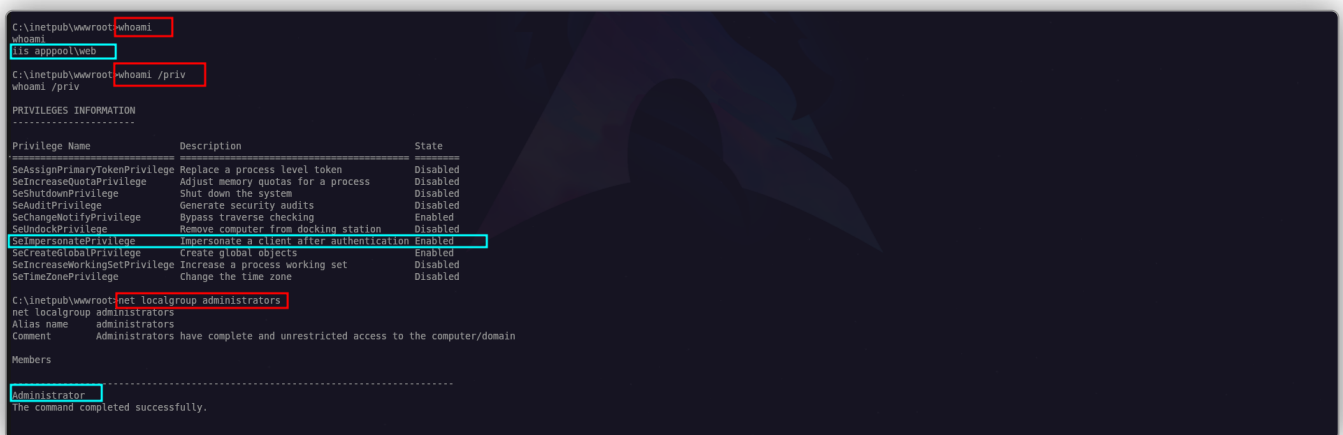 C:\inetpub\wwwroot>whoami
whoami
iis apppool\web
C:\inetpub\wwwroot>whoami /priv
whoami /priv
PRIVILEGES INFORMATION
----------------------
Privilege Name                Description                               State
============================= ========================================= ========
SeAssignPrimaryTokenPrivilege Replace a process level token             Disabled
SeIncreaseQuotaPrivilege      Adjust memory quotas for a process        Disabled
SeShutdownPrivilege           Shut down the system                      Disabled
SeAuditPrivilege              Generate security audits                  Disabled
SeChangeNotifyPrivilege       Bypass traverse checking                  Enabled
SeUndockPrivilege             Remove computer from docking station      Disabled
SeImpersonatePrivilege        Impersonate a client after authentication Enabled
SeCreateGlobalPrivilege       Create global objects                     Enabled
SeIncreaseWorkingSetPrivilege Increase a process working set            Disabled
SeTimeZonePrivilege           Change the time zone                      Disabled
C:\inetpub\wwwroot>net localgroup administrators
net localgroup administrators
Alias name     administrators
Comment        Administrators have complete and unrestricted access to the computer/domain
Members
-------------------------------------------------------------------------------
Administrator
The command completed successfully.